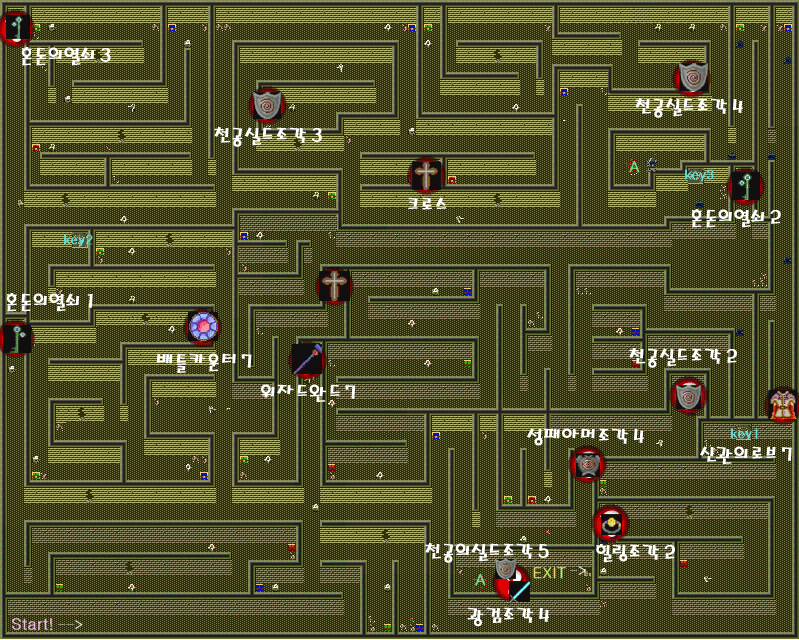 혼돈의열쇠 3
천공실드조각 4
천공실드조각 3
A
key3
크로스
혼돈의열쇠 2
key2
혼돈의열쇠 1
배틀카운터 7
천공실드조각 2
위자드완드 7
성패아머조각 4
key1
신관의로브 7
천공의실드조각 5
힐링조각 2
A
EXIT -->
광검조각 4
Start! -->